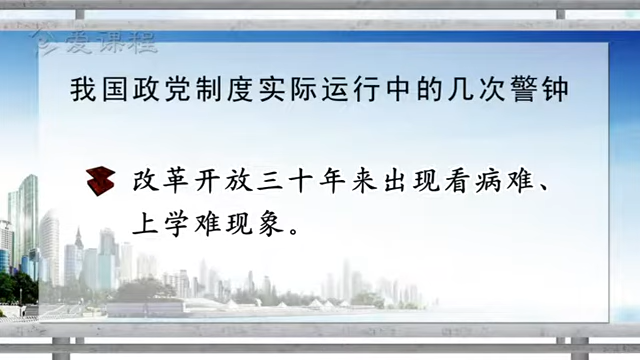 爱课程
我国政党制度实际运行中的几次警钟
改革开放三十年来出现看病难、
上学难现象。